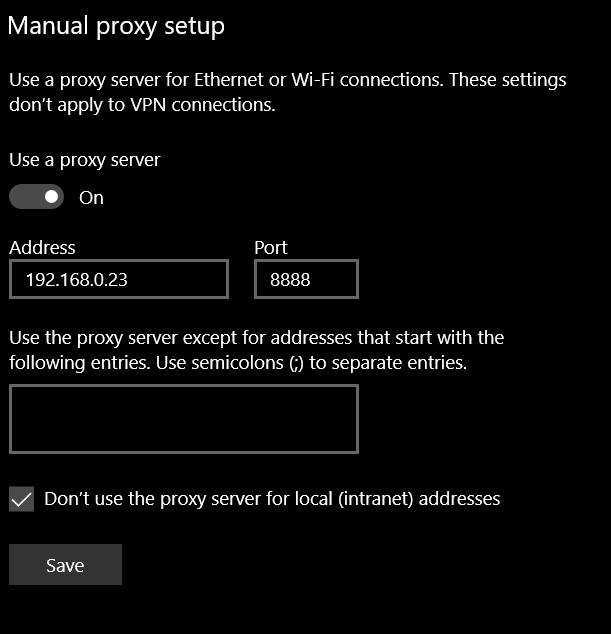 Manual proxy setup
Use a proxy server for Ethernet or Wi-Fi connections. These settings
don't apply to VPN connections.
Use a proxy server
On
Address Port
192.168.0.23 8888
Use the proxy server except for addresses that start with the
following entries. Use semicolons (;) to separate entries.
Don't use the proxy server for local (intranet) addresses
Save